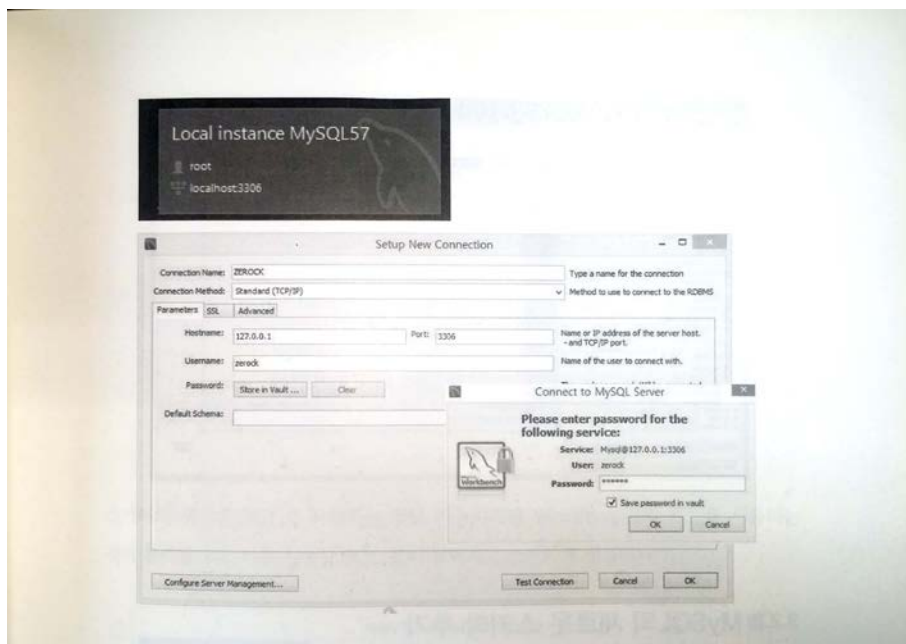 Local instance MySQL57
root
localhost:3306
Setup New Connection
Connection Name: ZEROCK Type a name for the connection
Connection Method: Standard (TCP/IP) Method to use to connect to the RDBMS
Parameters SSL Advanced
Hostname: 127.0.0.1 Port: 3306 Name or IP address of the server host.
- and TCP/IP port.
Username: zerock Name of the user to connect with.
Password: Store in Vault ... Clear
Default Schema:
Connect to MySQL Server
Please enter password for the
following service:
Service: Mysql@127.0.0.1:3306
User: zerock
Password: ******
Workbench
Save password in vault
OK Cancel
Configure Server Management...
Test Connection Cancel OK